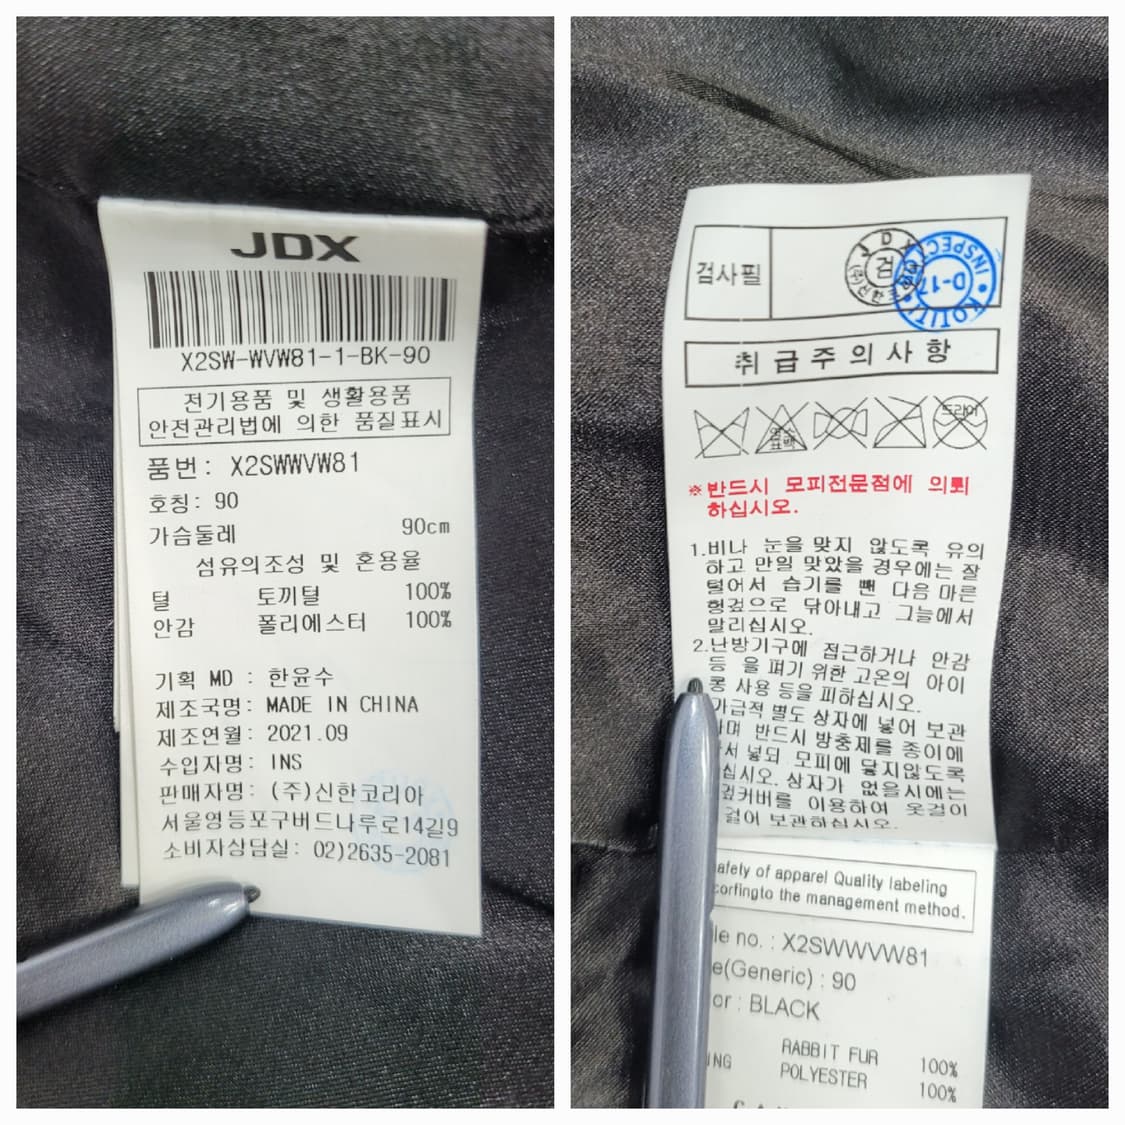 JDX
X2SW-WVW81-1-BK-90
전기용품 및 생활용품
안전관리법에 의한 품질표시
품번: X2SWWVW81
호칭: 90
가슴둘레 90cm
섬유의조성 및 혼용율
털 토끼털 100%
안감 폴리에스터 100%
기획 MD : 한윤수
제조국명: MADE IN CHINA
제조연월: 2021.09
수입자명: INS
판매자명: (주)신한코리아
서울영등포구버드나루로14길9
소비자상담실: 02)2635-2081
검사필
JDX
검
KOTITI
INSPECT
D-17
취급주의사항
염소
표백
드라이
※반드시 모피전문점에 의뢰
하십시오.
1.비나 눈을 맞지 않도록 유의
하고 만일 맞았을 경우에는 잘
털어서 습기를 뺀 다음 마른
헝겊으로 닦아내고 그늘에서
말리십시오.
2.난방기구에 접근하거나 안감
등 을 펴기 위한 고온의 아이
롱 사용 등을 피하십시오.
가급적 별도 상자에 넣어 보관
하며 반드시 방충제를 종이에
서 넣되 모피에 닿지않도록
십시오. 상자가 없을시에는
커버를 이용하여 옷걸이
걸어 보관하십시오.
afety of apparel Quality labeling
corfingto the management method.
le no. : X2SWWVW81
e(Generic) : 90
or : BLACK
RABBIT FUR 100%
ING POLYESTER 100%